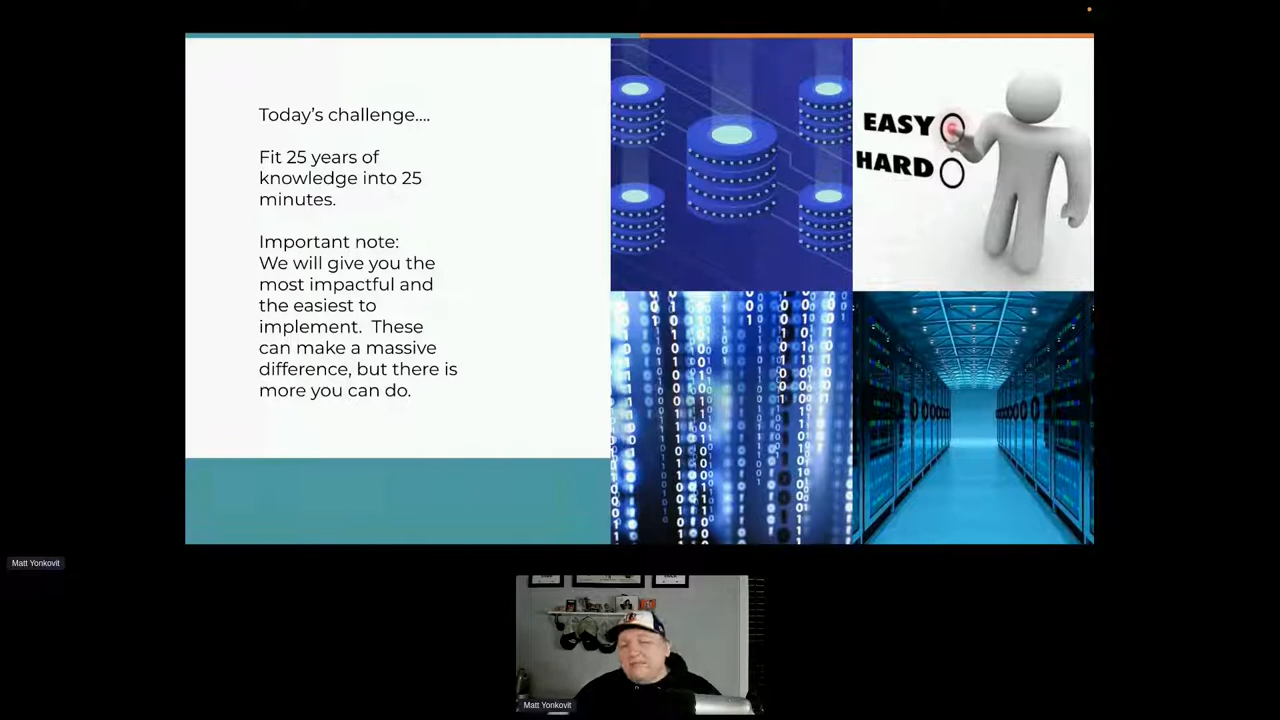 Today’s challenge....
Fit 25 years of
knowledge into 25
minutes.
Important note:
We will give you the
most impactful and
the easiest to
implement.  These
can make a massive
difference, but there is
more you can do.
EASY
HARD
Matt Yonkovit
Matt Yonkovit